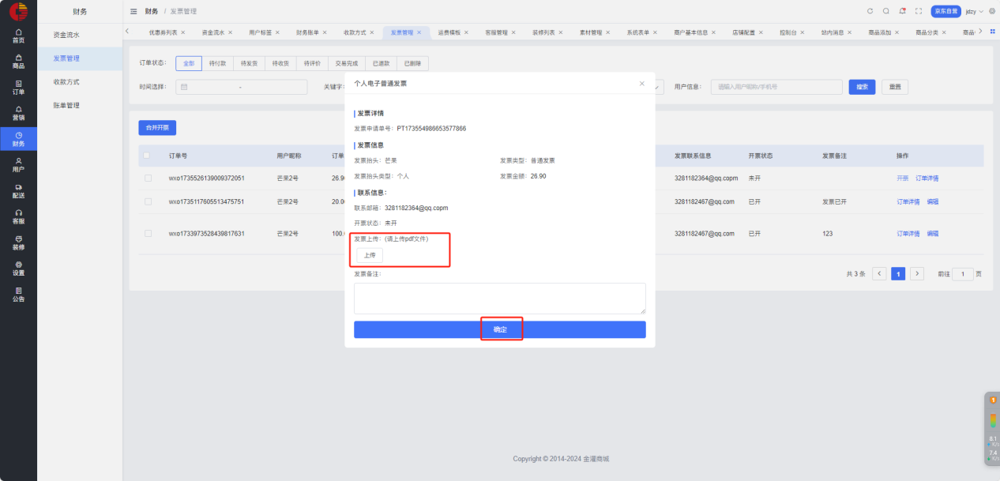 财务
财务 / 发票管理
京东自营 jdzy
首页
商品
订单
营销
财务
用户
配送
客服
装修
设置
公告
资金流水
发票管理
收款方式
账单管理
优惠券列表 × 资金流水 × 用户标签 × 财务账单 × 收款方式 × 发票管理 × 运费模板 × 客服管理 × 装修列表 × 素材管理 × 系统表单 × 商户基本信息 × 店铺配置 × 控制台 × 站内消息 × 商品添加 × 商品分类 × 商品
订单状态: 全部 待付款 待发货 待收货 待评价 交易完成 已退款 已删除
时间选择: - 关键字: 用户信息: 请输入用户昵称/手机号 搜索 重置
合并开票
订单号 用户昵称 订单 发票联系信息 开票状态 发票备注 操作
wxo1735526139009372051 芒果2号 26.9 3281182364@qq.copm 未开 开票 订单详情
wxo1735117605513475751 芒果2号 20.0 3281182467@qq.com 已开 发票已开 订单详情 编辑
wxo1733973528439817631 芒果2号 100. 3281182467@qq.com 已开 123 订单详情 编辑
共 3 条 1 前往 1 页
个人电子普通发票
发票详情
发票申请单号: PT173554986653577866
发票信息
发票抬头: 芒果 发票类型: 普通发票
发票抬头类型: 个人 发票金额: 26.90
联系信息:
联系邮箱: 3281182364@qq.copm
开票状态: 未开
发票上传: (请上传pdf文件)
上传
发票备注:
确定
Copyright © 2014-2024 金灌商城
1
8.1
7.4